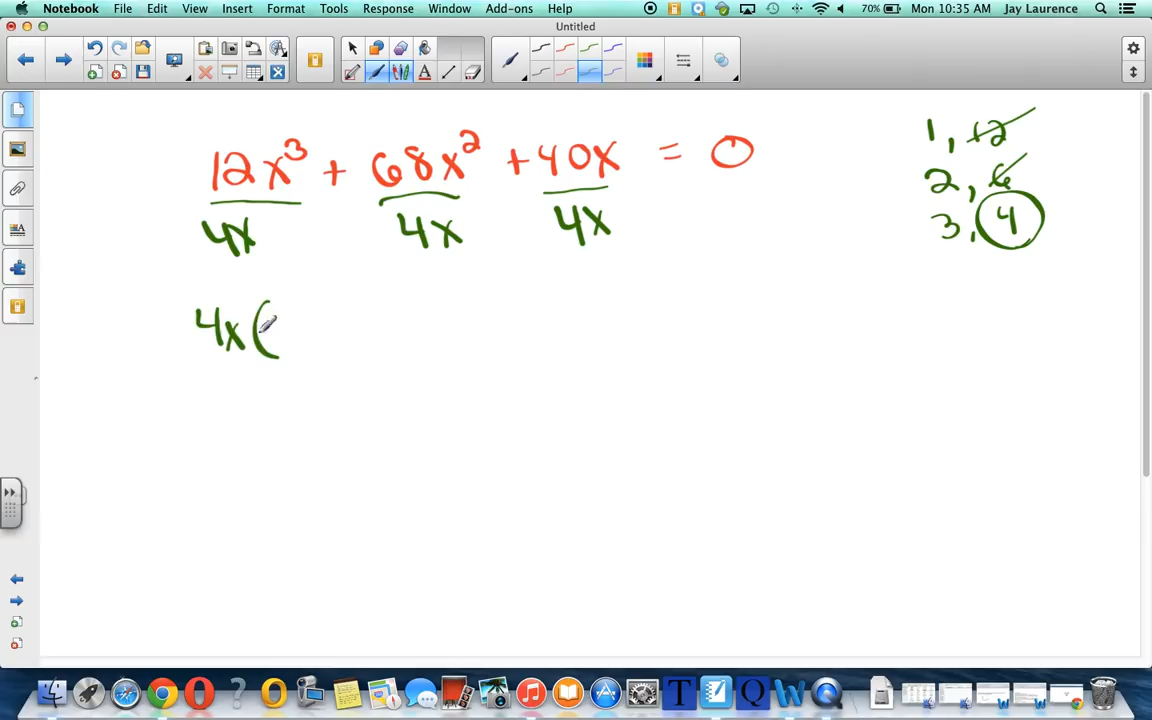 Notebook File Edit View Insert Format Tools Response Window Add-ons Help 70% Mon 10:35 AM Jay Laurence
Untitled
12x³ + 68x² + 40x = 0
4x 4x 4x
1, 12
2, 6
3, 4
4x (